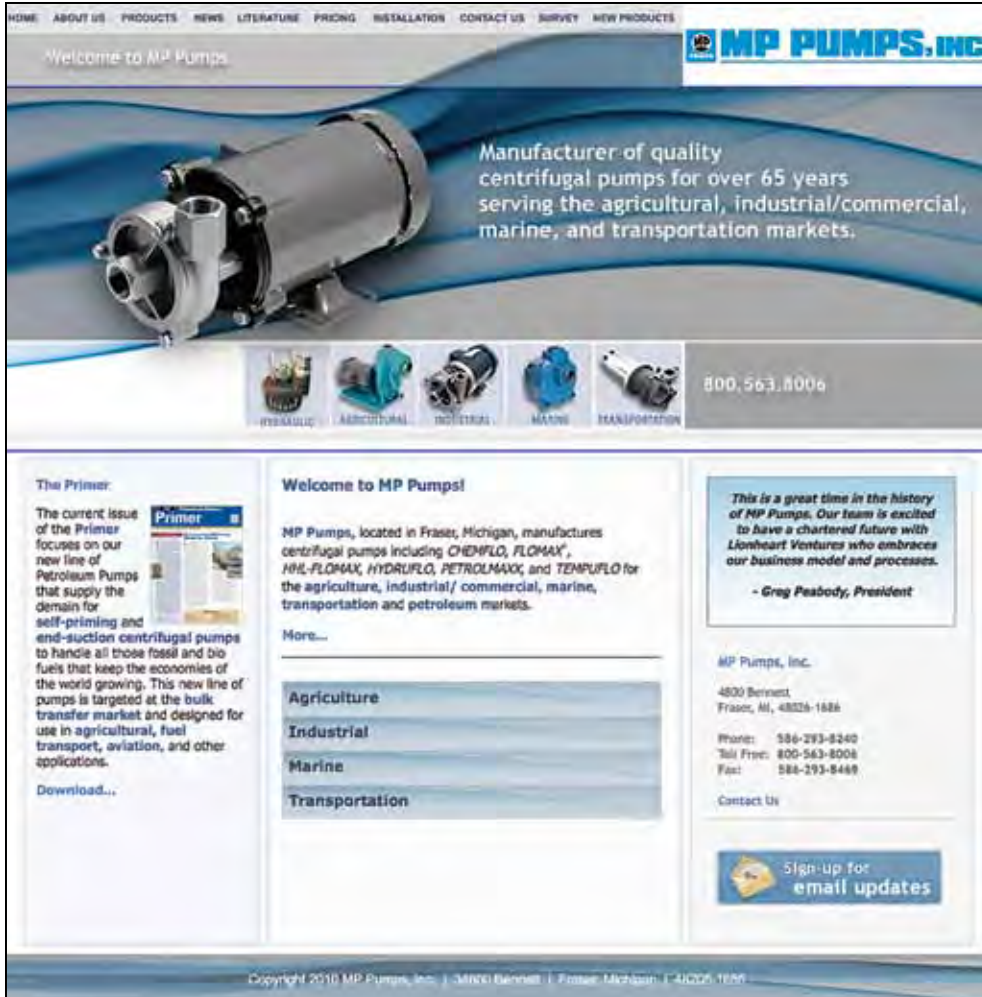 HOME ABOUT US PRODUCTS NEWS LITERATURE PRICING INSTALLATION CONTACT US SURVEY NEW PRODUCTS
Welcome to MP Pumps
MP PUMPS, INC
Manufacturer of quality
centrifugal pumps for over 65 years
serving the agricultural, industrial/commercial,
marine, and transportation markets.
HYDRAULIC AGRICULTURAL INDUSTRIAL MARINE TRANSPORTATION
800.563.8006
The Primer
The current issue
of the Primer
focuses on our
new line of
Petroleum Pumps
that supply the
demand for
self-priming and
end-suction centrifugal pumps
to handle all those fossil and bio
fuels that keep the economies of
the world growing. This new line of
pumps is targeted at the bulk
transfer market and designed for
use in agricultural, fuel
transport, aviation, and other
applications.
Download...
Primer
Welcome to MP Pumps!
MP Pumps, located in Fraser, Michigan, manufactures
centrifugal pumps including CHEMFLO, FLOMAX®,
HHL-FLOMAX, HYDRUFLO, PETROLMAXX, and TEMPUFLO for
the agriculture, industrial/ commercial, marine,
transportation and petroleum markets.
More...
Agriculture
Industrial
Marine
Transportation
This is a great time in the history
of MP Pumps. Our team is excited
to have a chartered future with
Lionheart Ventures who embraces
our business model and processes.
- Greg Peabody, President
MP Pumps, Inc.
Fraser, MI, 48026-1686
Phone: 586-293-8240
Toll Free: 800-563-8006
Fax: 586-293-8469
Contact Us
Sign-up for
email updates
Copyright 2010 MP Pumps, Inc. | 34800 Bennett | Fraser, Michigan |